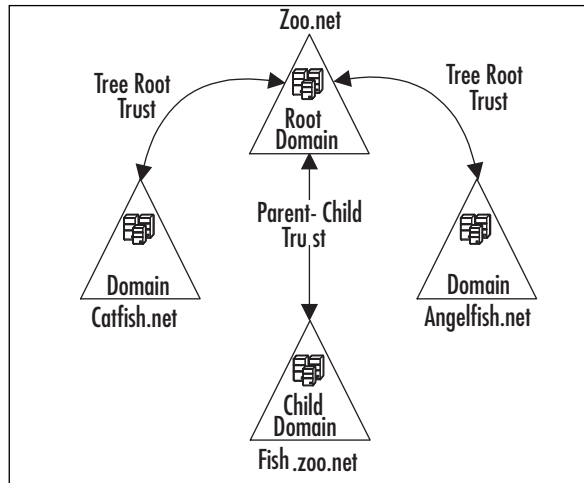 Zoo.net
Tree Root
Trust
Tree Root
Trust
Root
Domain
Parent- Child
Tru st
Domain
Catfish.net
Domain
Angelfish.net
Child
Domain
Fish .zoo.net